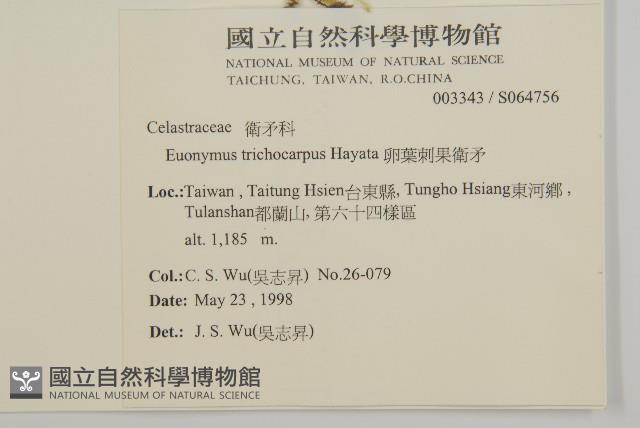 國立自然科學博物館
NATIONAL MUSEUM OF NATURAL SCIENCE
TAICHUNG, TAIWAN, R.O.CHINA
003343 / S064756
Celastraceae 衛矛科
Euonymus trichocarpus Hayata 卵葉刺果衛矛
Loc.:Taiwan , Taitung Hsien台東縣, Tungho Hsiang東河鄉 ,
Tulanshan都蘭山, 第六十四樣區
alt. 1,185 m.
Col.: C. S. Wu(吳志昇) No.26-079
Date: May 23 , 1998
Det.: J. S. Wu(吳志昇)
國立自然科學博物館
NATIONAL MUSEUM OF NATURAL SCIENCE